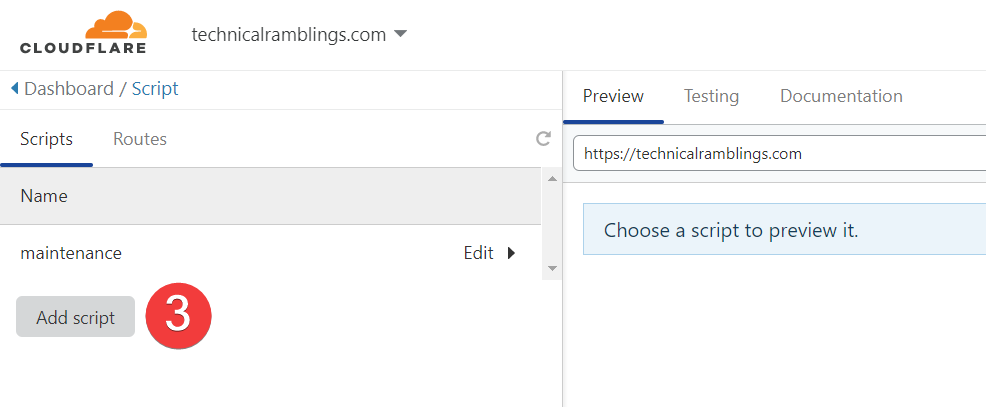 CLOUDFLARE
technicalramblings.com
Dashboard / Script
Scripts Routes
Name
maintenance Edit
Add script
3
Preview Testing Documentation
https://technicalramblings.com
Choose a script to preview it.